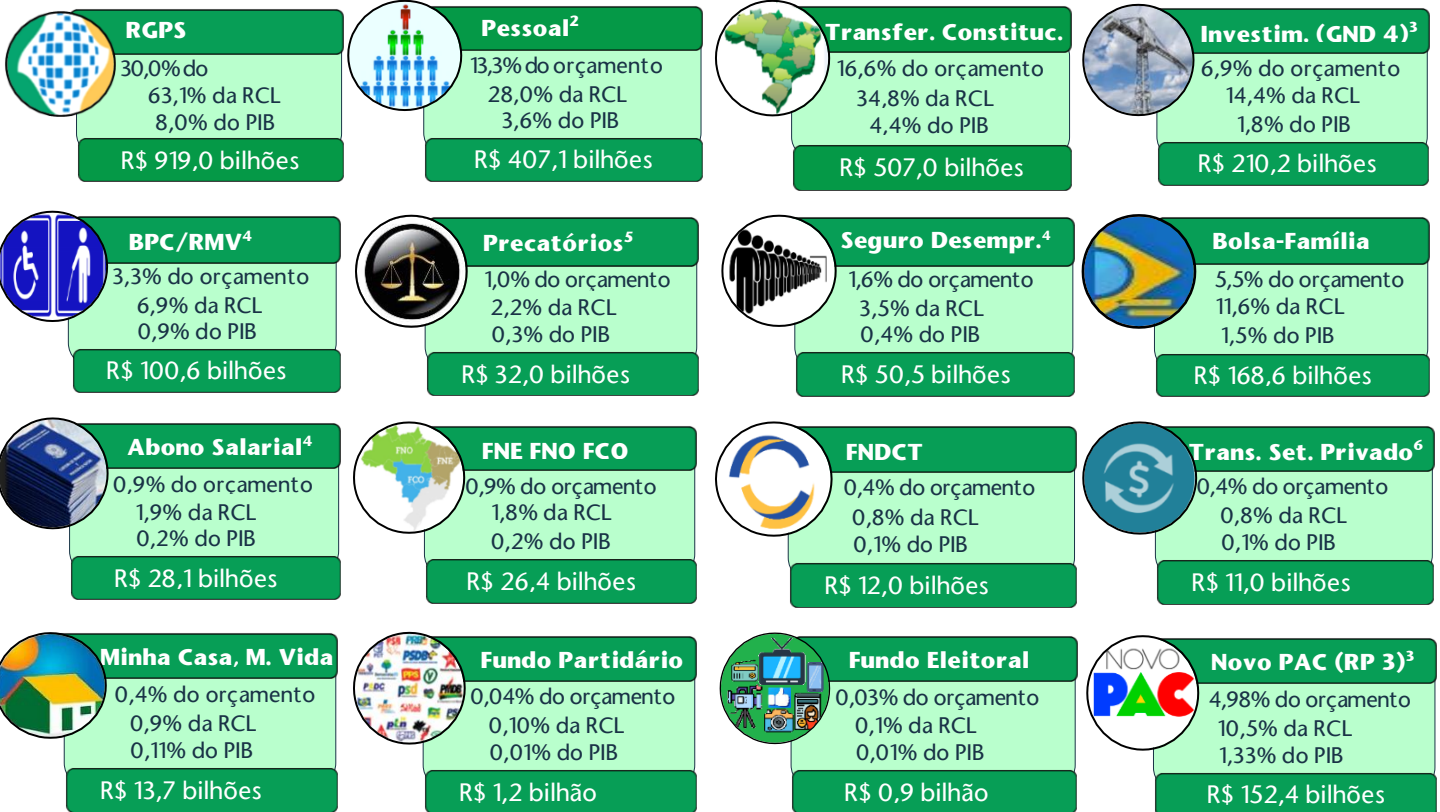 RGPS
30,0% do
63,1% da RCL
8,0% do PIB
R$ 919,0 bilhões
Pessoal²
13,3% do orçamento
28,0% da RCL
3,6% do PIB
R$ 407,1 bilhões
Transfer. Constituc.
16,6% do orçamento
34,8% da RCL
4,4% do PIB
R$ 507,0 bilhões
Investim. (GND 4)³
6,9% do orçamento
14,4% da RCL
1,8% do PIB
R$ 210,2 bilhões
BPC/RMV⁴
3,3% do orçamento
6,9% da RCL
0,9% do PIB
R$ 100,6 bilhões
Precatórios⁵
1,0% do orçamento
2,2% da RCL
0,3% do PIB
R$ 32,0 bilhões
Seguro Desempr.⁴
1,6% do orçamento
3,5% da RCL
0,4% do PIB
R$ 50,5 bilhões
Bolsa-Família
5,5% do orçamento
11,6% da RCL
1,5% do PIB
R$ 168,6 bilhões
Abono Salarial⁴
0,9% do orçamento
1,9% da RCL
0,2% do PIB
R$ 28,1 bilhões
FNO
FNE
FCO
FNE FNO FCO
0,9% do orçamento
1,8% da RCL
0,2% do PIB
R$ 26,4 bilhões
FNDCT
0,4% do orçamento
0,8% da RCL
0,1% do PIB
R$ 12,0 bilhões
$
Trans. Set. Privado⁶
0,4% do orçamento
0,8% da RCL
0,1% do PIB
R$ 11,0 bilhões
Minha Casa, M. Vida
0,4% do orçamento
0,9% da RCL
0,11% do PIB
R$ 13,7 bilhões
PSDB
PPS
PSDC
psd
PMDB
Fundo Partidário
0,04% do orçamento
0,10% da RCL
0,01% do PIB
R$ 1,2 bilhão
Fundo Eleitoral
0,03% do orçamento
0,1% da RCL
0,01% do PIB
R$ 0,9 bilhão
NOVO
PAC
Novo PAC (RP 3)³
4,98% do orçamento
10,5% da RCL
1,33% do PIB
R$ 152,4 bilhões